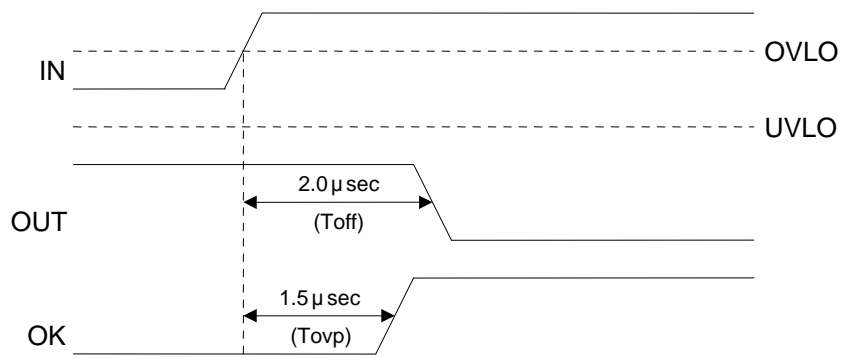 OVLO
IN
UVLO
2.0μsec
(Toff)
OUT
1.5μsec
(Tovp)
OK